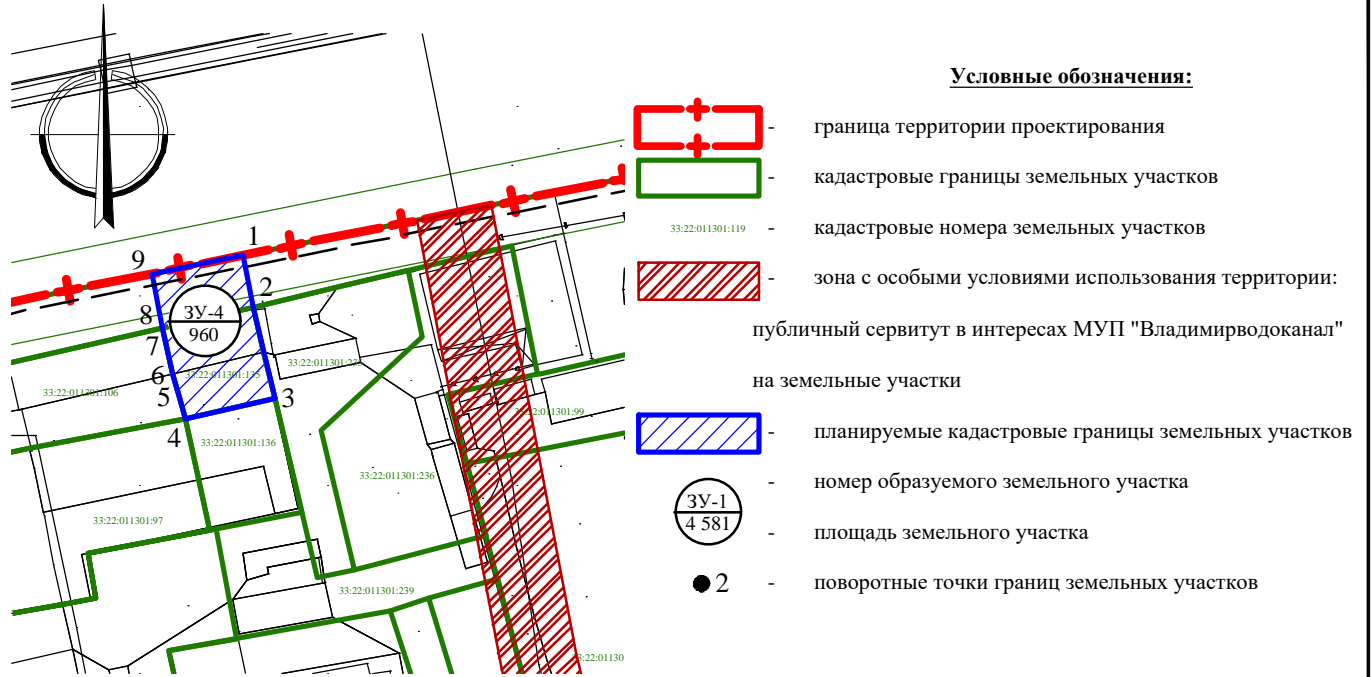 1
9
2
8
ЗУ-4
960
7
6
5
3
4
33:22:011301:106
33:22:011301:135
33:22:011301:99
33:22:011301:136
33:22:011301:236
33:22:011301:97
33:22:011301:239
Условные обозначения:
- граница территории проектирования
- кадастровые границы земельных участков
33:22:011301:119 - кадастровые номера земельных участков
- зона с особыми условиями использования территории:
публичный сервитут в интересах МУП "Владимирводоканал"
на земельные участки
- планируемые кадастровые границы земельных участков
- номер образуемого земельного участка
ЗУ-1
4 581
- площадь земельного участка
2 - поворотные точки границ земельных участков